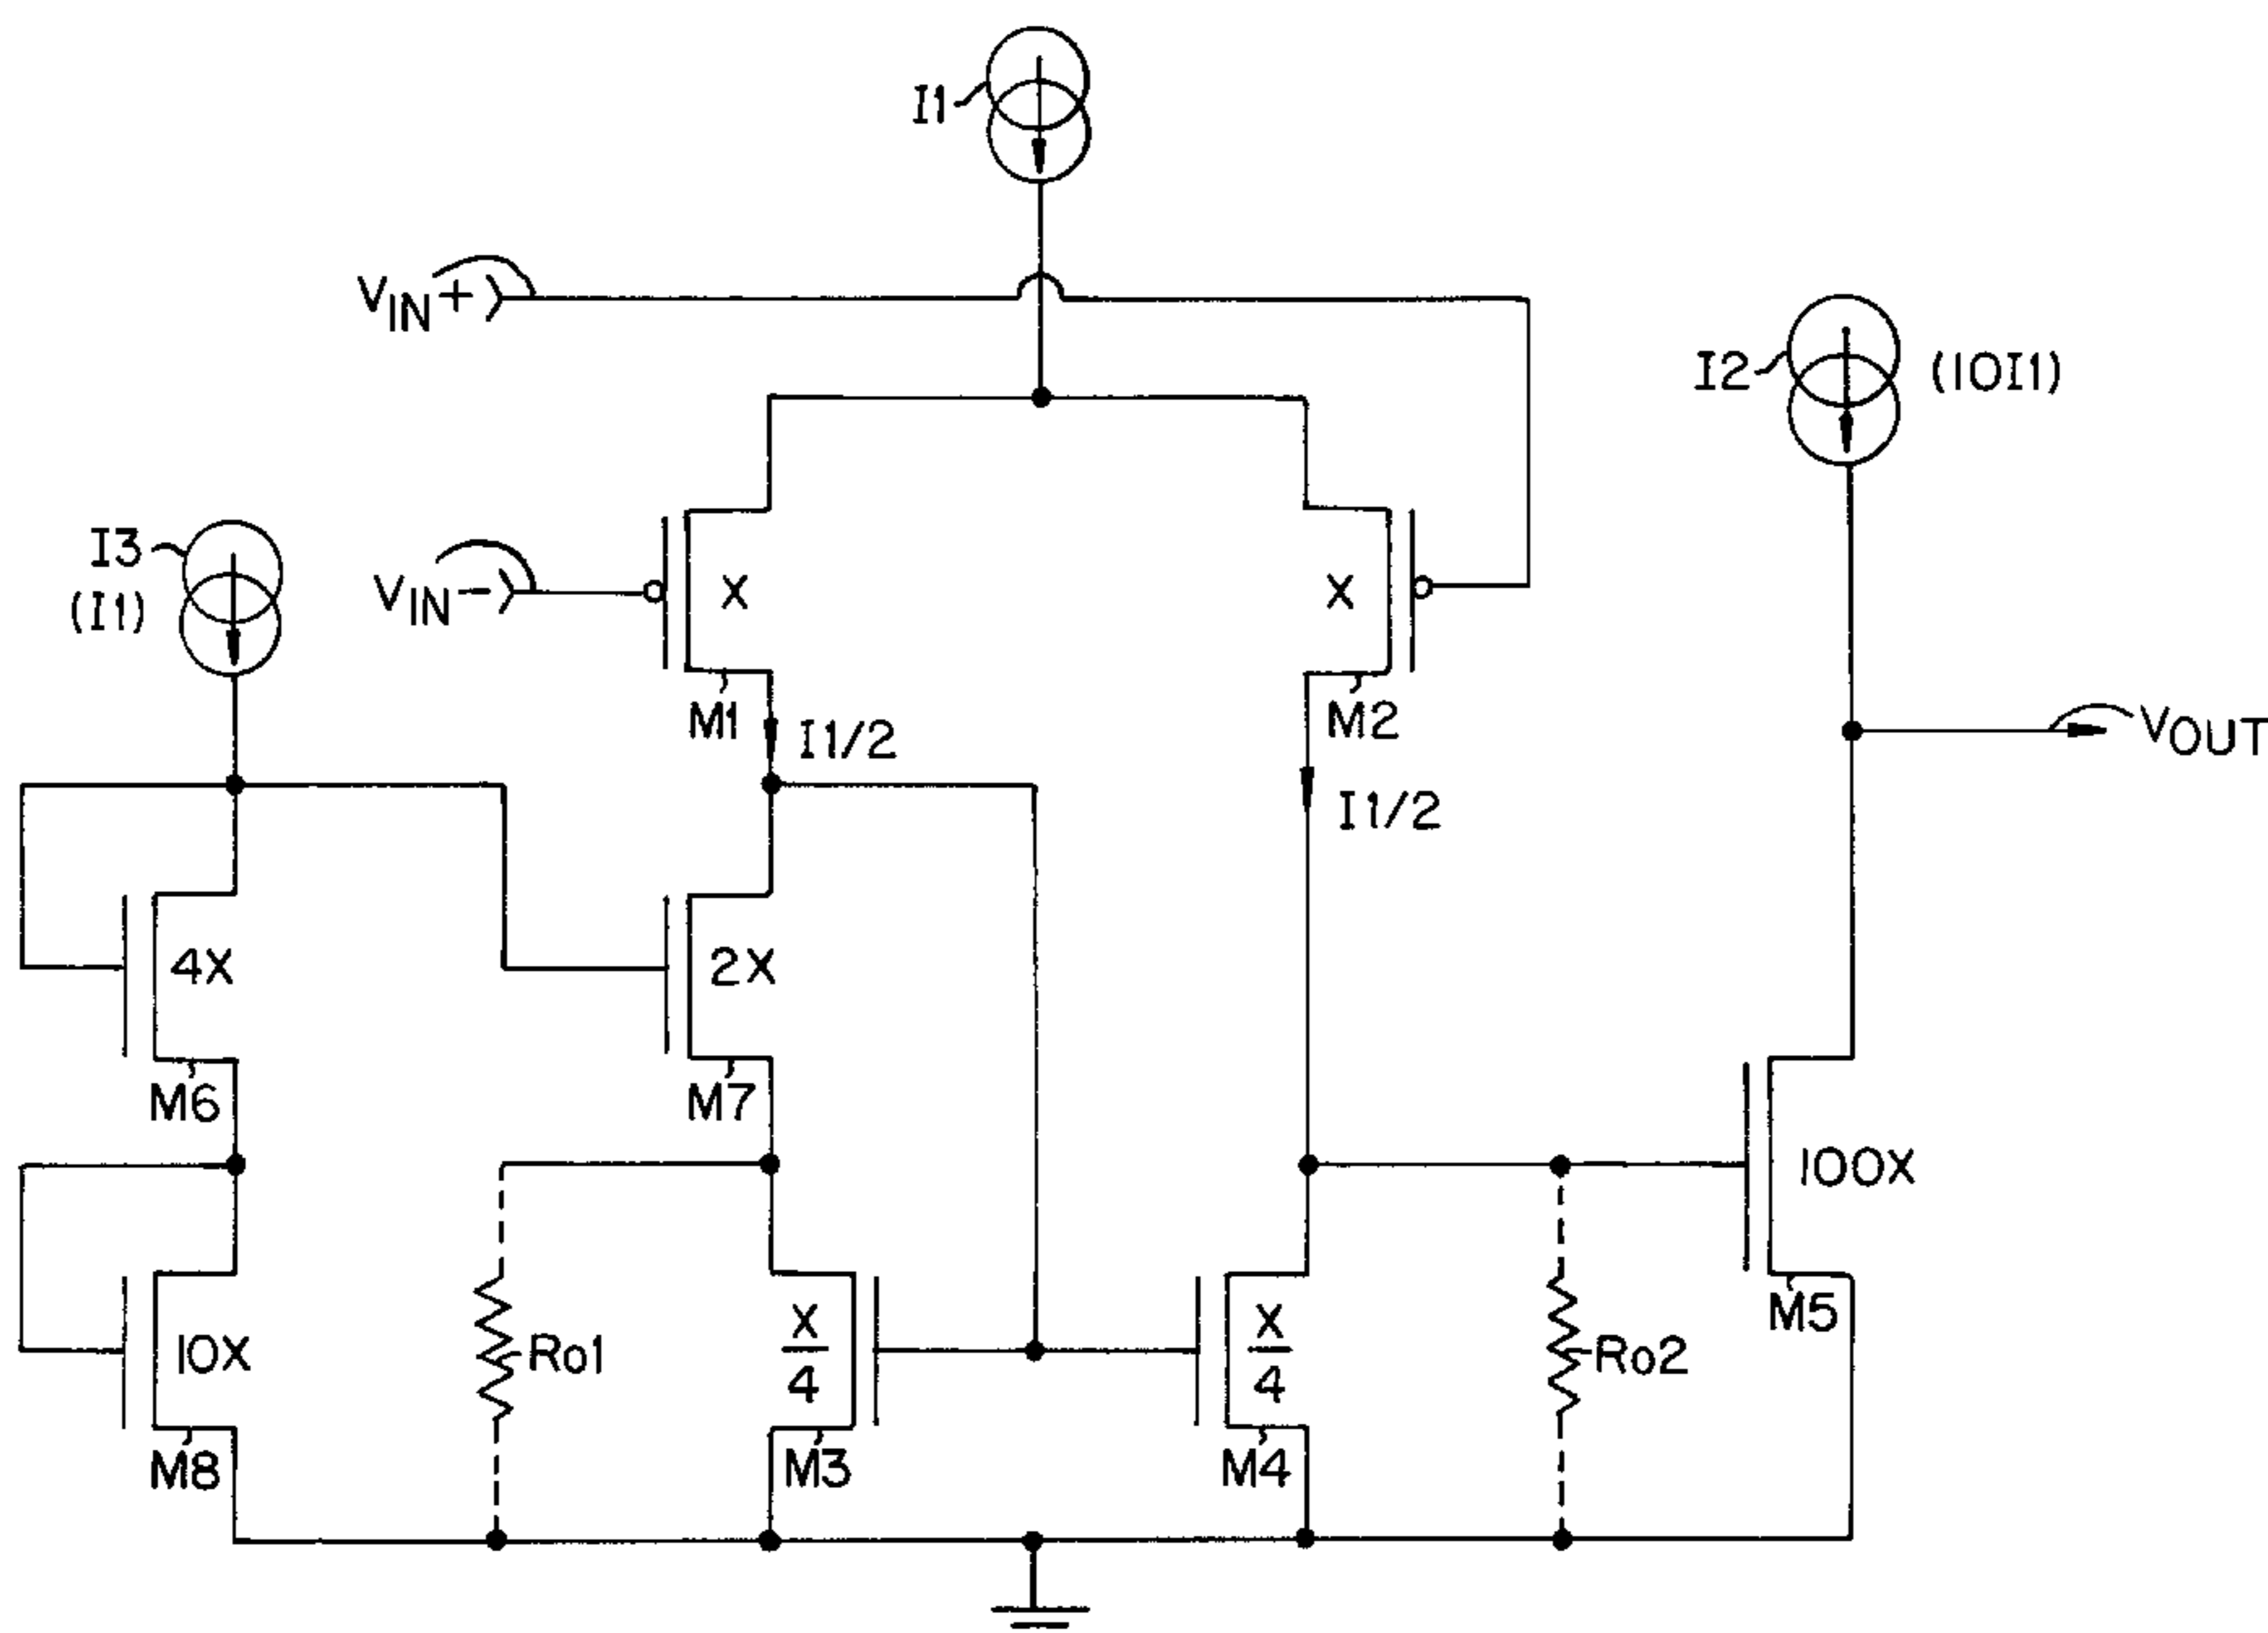 I1
VIN+
I2 (10I1)
I3
(I1)
VIN-
X
X
M1
I1/2
M2
VOUT
I1/2
4X
2X
M6
M7
100X
M5
10X
Ro1
X
4
X
4
Ro2
M8
M3
M4